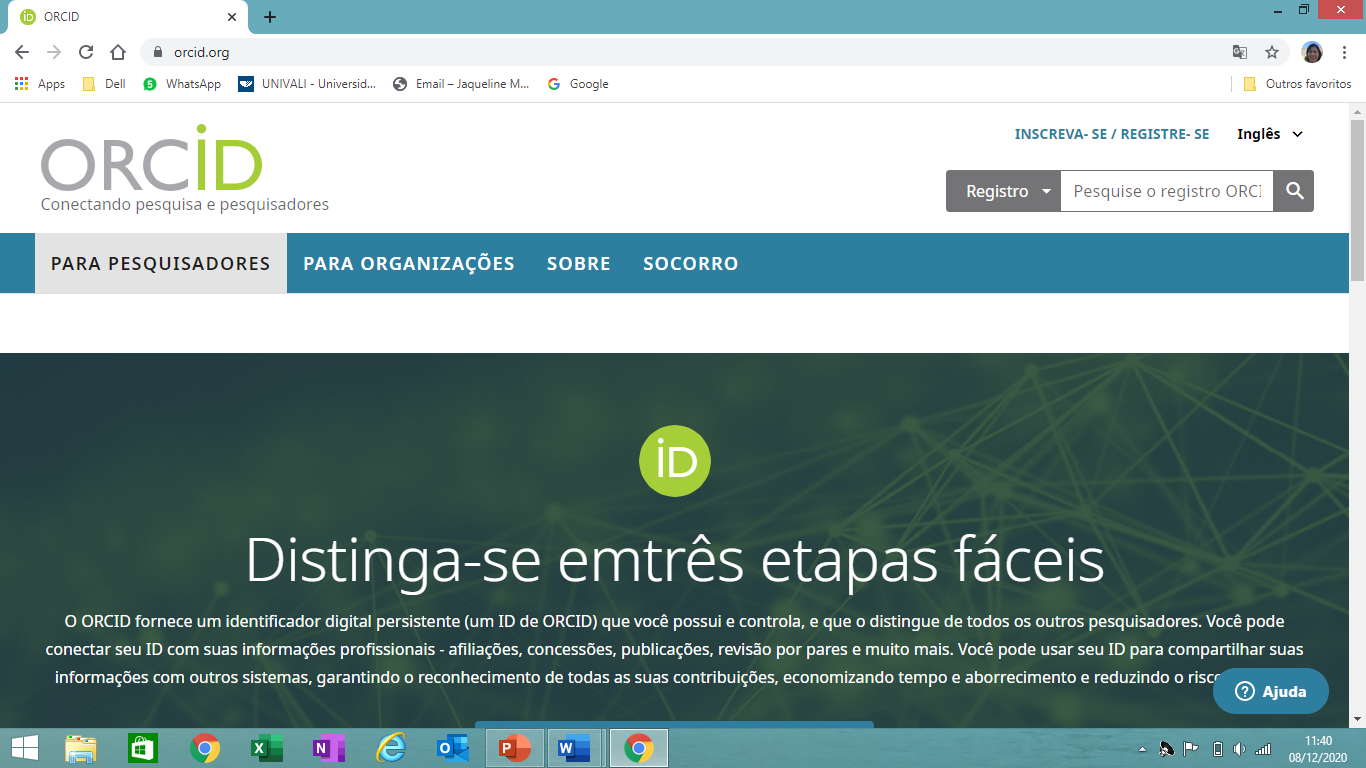 iD ORCID
orcid.org
Apps Dell 5 WhatsApp UNIVALI - Universid... Email – Jaqueline M... G Google Outros favoritos
ORCiD
Conectando pesquisa e pesquisadores
INSCREVA- SE / REGISTRE- SE Inglês
Registro Pesquise o registro ORCI
PARA PESQUISADORES PARA ORGANIZAÇÕES SOBRE SOCORRO
iD
Distinga-se emtrês etapas fáceis
O ORCID fornece um identificador digital persistente (um ID de ORCID) que você possui e controla, e que o distingue de todos os outros pesquisadores. Você pode
conectar seu ID com suas informações profissionais - afiliações, concessões, publicações, revisão por pares e muito mais. Você pode usar seu ID para compartilhar suas
informações com outros sistemas, garantindo o reconhecimento de todas as suas contribuições, economizando tempo e aborrecimento e reduzindo o risco
? Ajuda
11:40
08/12/2020